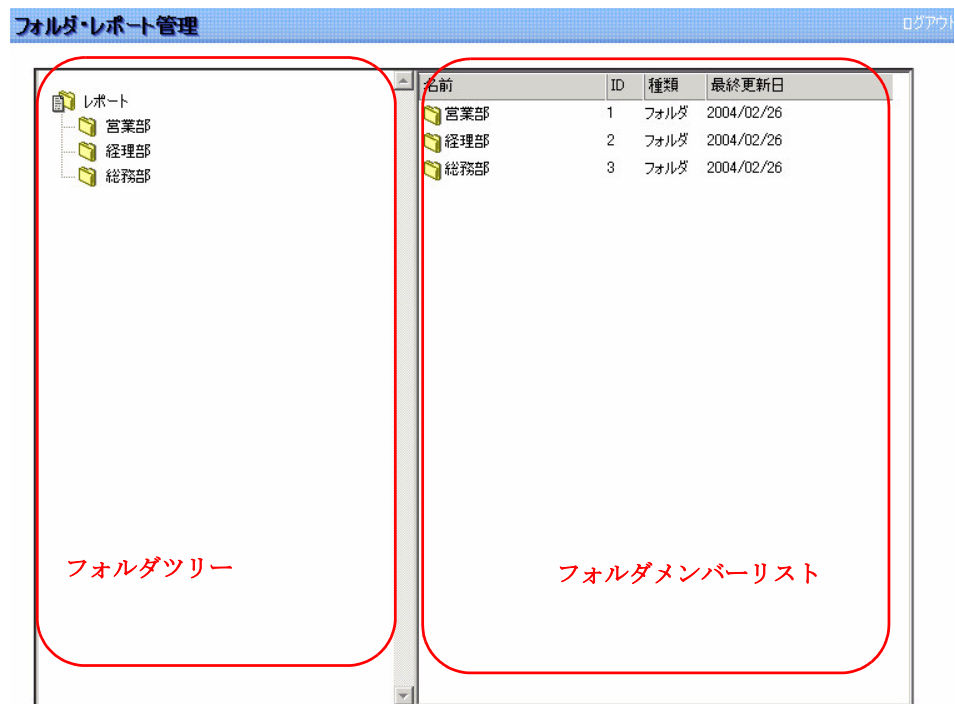 フォルダ・レポート管理
ログアウト
レポート
営業部
経理部
総務部
名前 ID 種類 最終更新日
営業部 1 フォルダ 2004/02/26
経理部 2 フォルダ 2004/02/26
総務部 3 フォルダ 2004/02/26
フォルダツリー
フォルダメンバーリスト